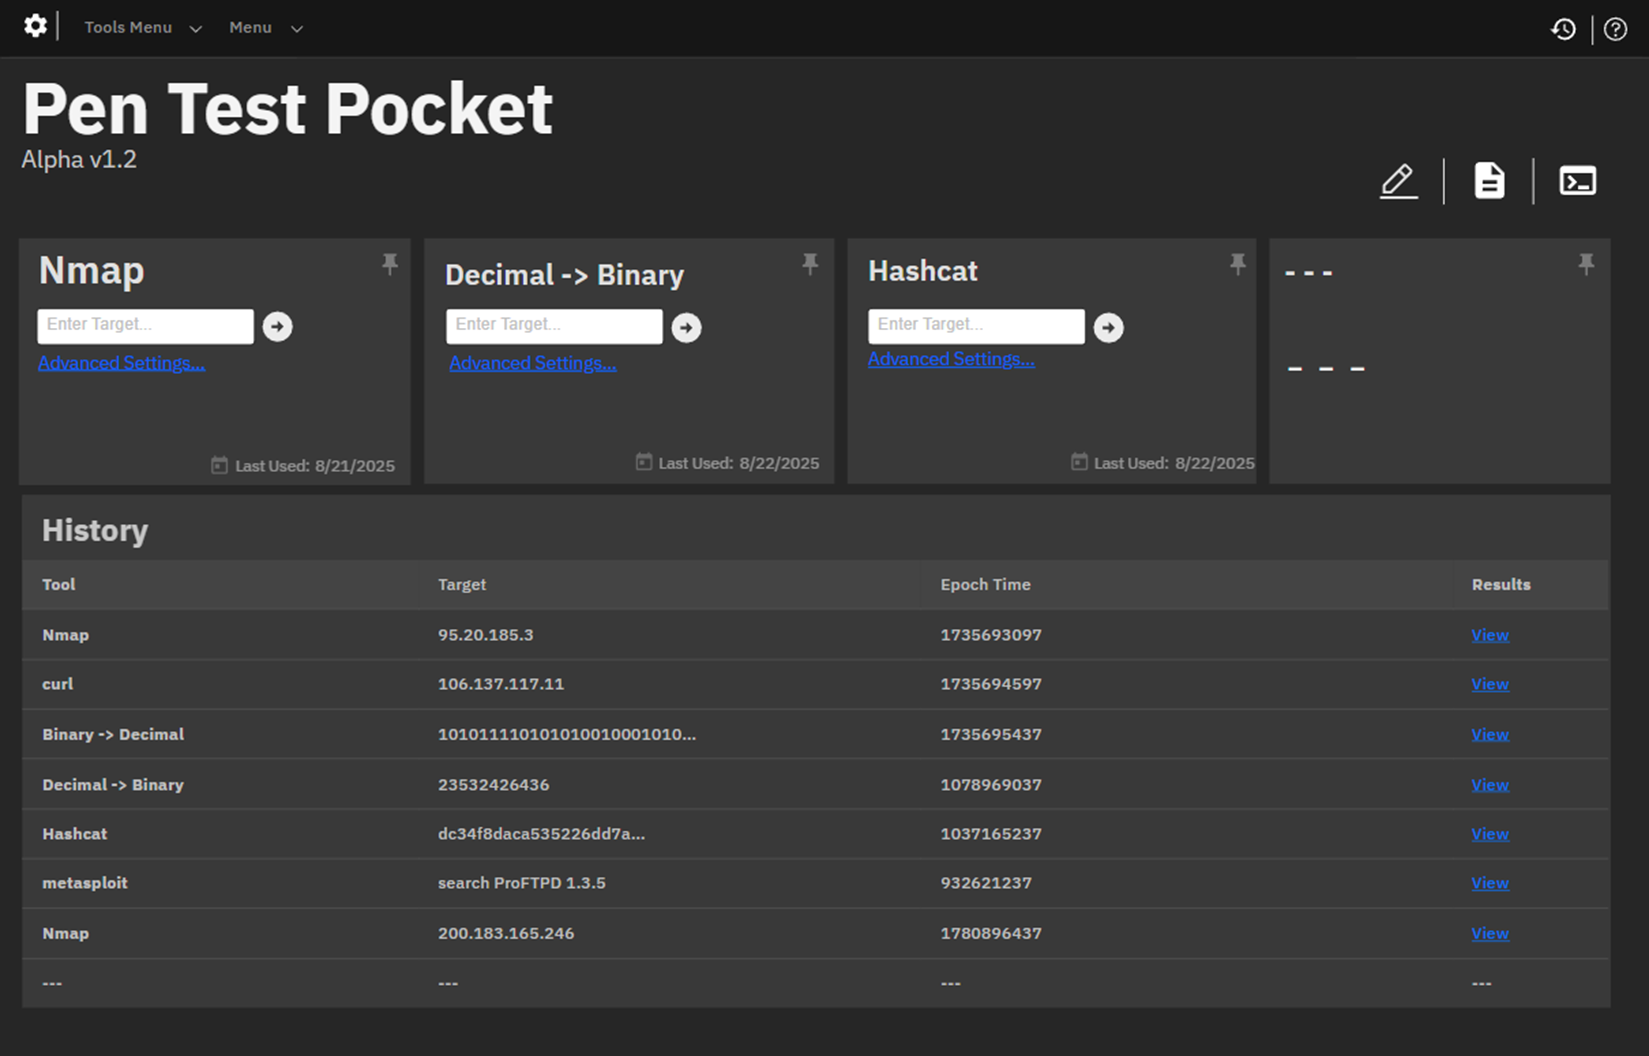 Tools Menu Menu
Pen Test Pocket
Alpha v1.2
Nmap
Enter Target...
Advanced Settings...
Last Used: 8/21/2025
Decimal -> Binary
Enter Target...
Advanced Settings...
Last Used: 8/22/2025
Hashcat
Enter Target...
Advanced Settings...
Last Used: 8/22/2025
---
– – –
History
Tool Target Epoch Time Results
Nmap 95.20.185.3 1735693097 View
curl 106.137.117.11 1735694597 View
Binary -> Decimal 101011110101010010001010... 1735695437 View
Decimal -> Binary 23532426436 1078969037 View
Hashcat dc34f8daca535226dd7a... 1037165237 View
metasploit search ProFTPD 1.3.5 932621237 View
Nmap 200.183.165.246 1780896437 View
--- --- --- ---